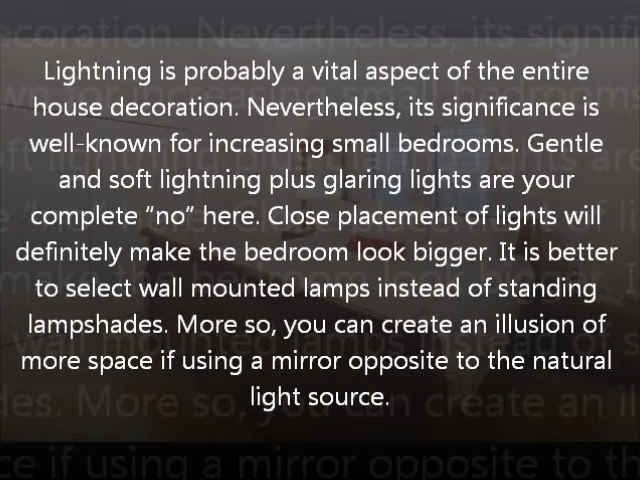 Lightning is probably a vital aspect of the entire
house decoration. Nevertheless, its significance is
well-known for increasing small bedrooms. Gentle
and soft lightning plus glaring lights are your
complete “no” here. Close placement of lights will
definitely make the bedroom look bigger. It is better
to select wall mounted lamps instead of standing
lampshades. More so, you can create an illusion of
more space if using a mirror opposite to the natural
light source.